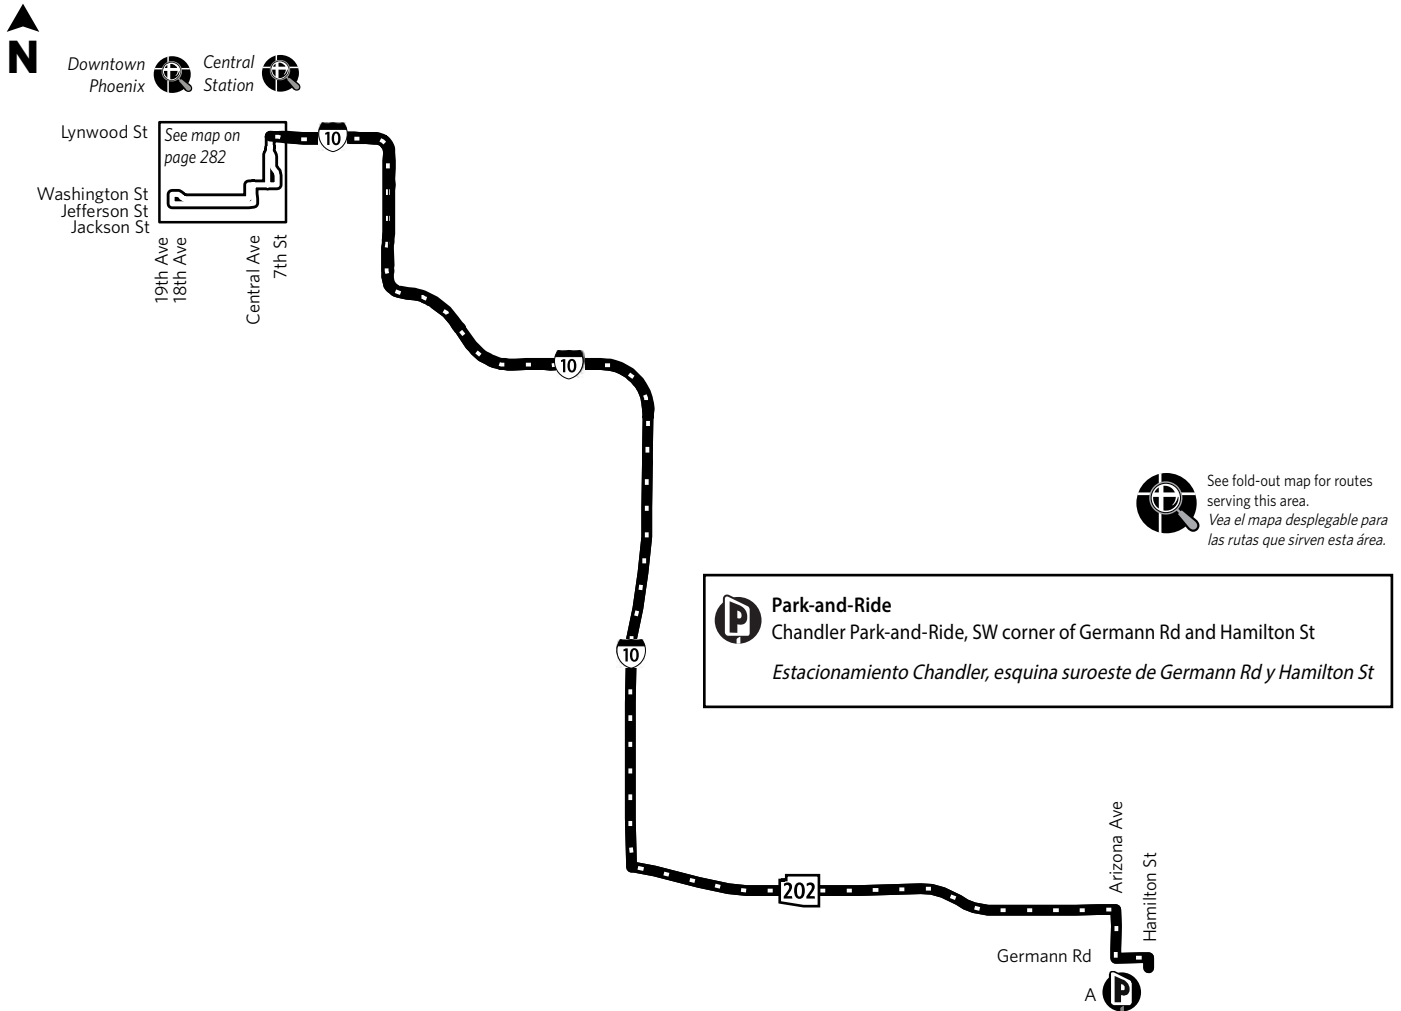 N
Downtown
Phoenix
Central
Station
Lynwood St
See map on
page 282
10
Washington St
Jefferson St
Jackson St
19th Ave
18th Ave
Central Ave
7th St
10
See fold-out map for routes
serving this area.
Vea el mapa desplegable para
las rutas que sirven esta área.
P
Park-and-Ride
Chandler Park-and-Ride, SW corner of Germann Rd and Hamilton St
Estacionamiento Chandler, esquina suroeste de Germann Rd y Hamilton St
10
202
Arizona Ave
Hamilton St
Germann Rd
A
P